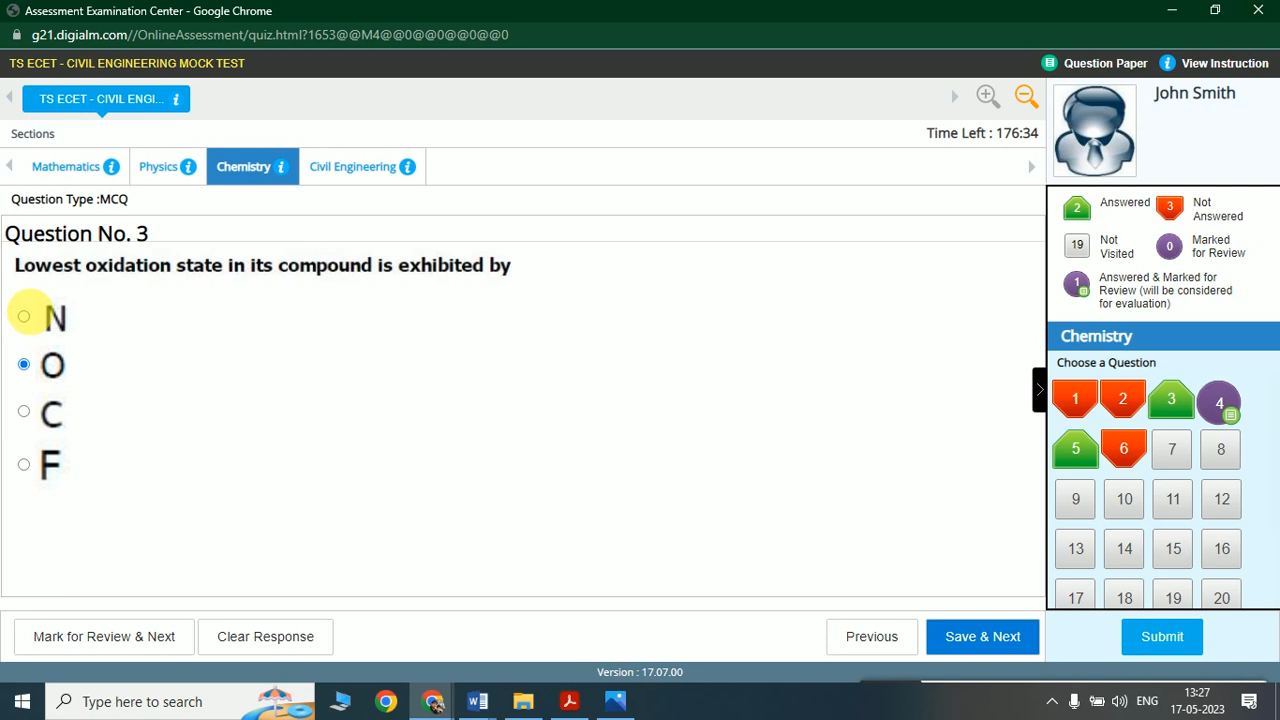 Assessment Examination Center - Google Chrome
g21.digialm.com//OnlineAssessment/quiz.html?1653@@M4@@0@@0@@0@@0
TS ECET - CIVIL ENGINEERING MOCK TEST
Question Paper
i View Instruction
TS ECET - CIVIL ENGI... i
John Smith
Sections
Time Left : 176:34
Mathematics i
Physics i
Chemistry i
Civil Engineering i
Question Type :MCQ
Question No. 3
Lowest oxidation state in its compound is exhibited by
N
O
C
F
2 Answered
3 Not Answered
19 Not Visited
0 Marked for Review
1 Answered & Marked for Review (will be considered for evaluation)
Chemistry
Choose a Question
1 2 3 4
5 6 7 8
9 10 11 12
13 14 15 16
17 18 19 20
Mark for Review & Next
Clear Response
Previous
Save & Next
Submit
Version : 17.07.00
Type here to search
ENG
13:27
17-05-2023